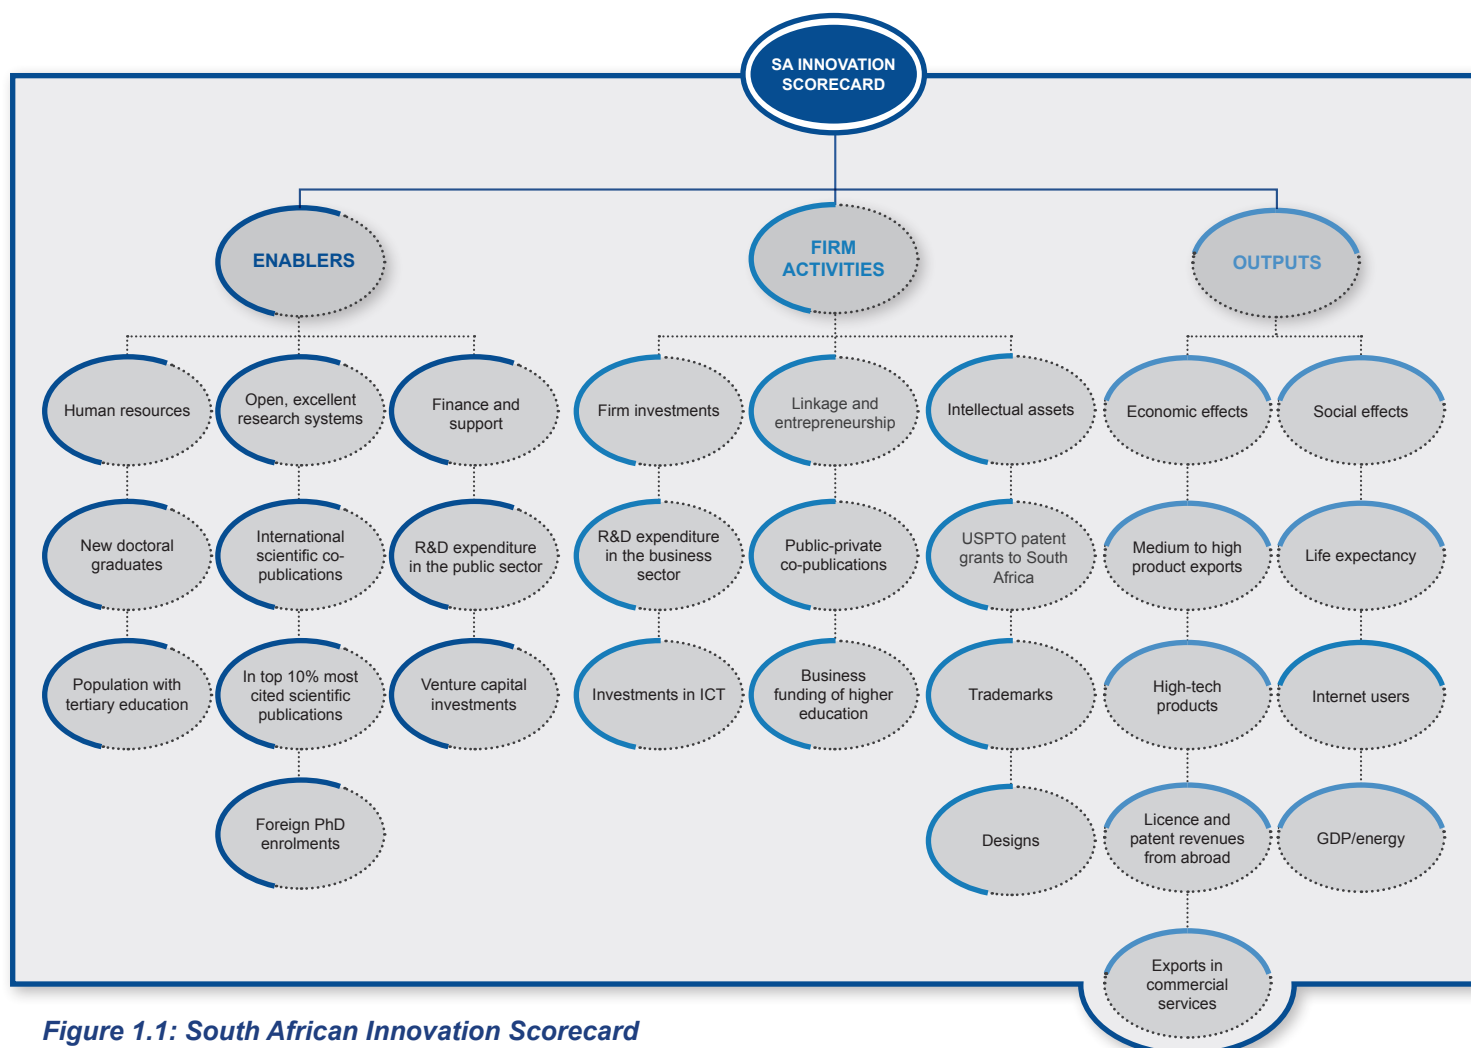 SA INNOVATION
SCORECARD
ENABLERS
FIRM
ACTIVITIES
OUTPUTS
Human resources
Open, excellent
research systems
Finance and
support
Firm investments
Linkage and
entrepreneurship
Intellectual assets
Economic effects
Social effects
New doctoral
graduates
International
scientific co-
publications
R&D expenditure
in the public sector
R&D expenditure
in the business
sector
Public-private
co-publications
USPTO patent
grants to South
Africa
Medium to high
product exports
Life expectancy
Population with
tertiary education
In top 10% most
cited scientific
publications
Venture capital
investments
Investments in ICT
Business
funding of higher
education
Trademarks
High-tech
products
Internet users
Foreign PhD
enrolments
Designs
Licence and
patent revenues
from abroad
GDP/energy
Exports in
commercial
services
Figure 1.1: South African Innovation Scorecard